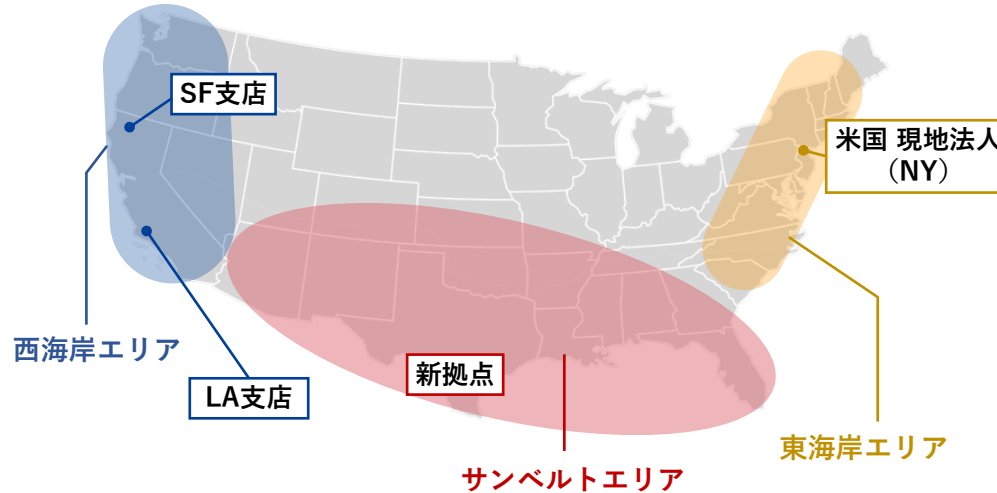 SF支店
米国 現地法人
（NY）
西海岸エリア
新拠点
LA支店
東海岸エリア
サンベルトエリア